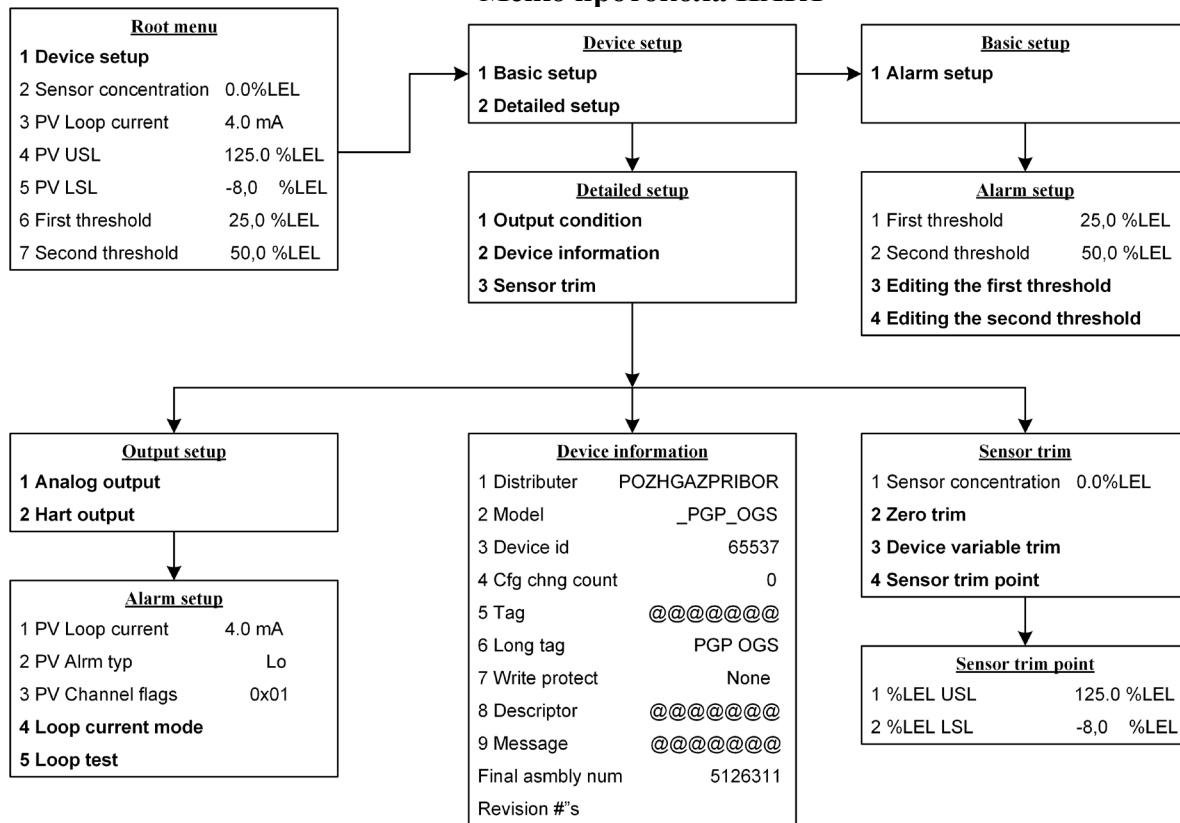 Меню протокола HART
Root menu
1 Device setup
2 Sensor concentration 0.0%LEL
3 PV Loop current 4.0 mA
4 PV USL 125.0 %LEL
5 PV LSL -8,0 %LEL
6 First threshold 25,0 %LEL
7 Second threshold 50,0 %LEL
Device setup
1 Basic setup
2 Detailed setup
Basic setup
1 Alarm setup
Detailed setup
1 Output condition
2 Device information
3 Sensor trim
Alarm setup
1 First threshold 25,0 %LEL
2 Second threshold 50,0 %LEL
3 Editing the first threshold
4 Editing the second threshold
Output setup
1 Analog output
2 Hart output
Alarm setup
1 PV Loop current 4.0 mA
2 PV Alrm typ Lo
3 PV Channel flags 0x01
4 Loop current mode
5 Loop test
Device information
1 Distributer POZHGAZPRIBOR
2 Model _PGP_OGS
3 Device id 65537
4 Cfg chng count 0
5 Tag @@@@@@@
6 Long tag PGP OGS
7 Write protect None
8 Descriptor @@@@@@@
9 Message @@@@@@@
Final asmbly num 5126311
Revision #"s
Sensor trim
1 Sensor concentration 0.0%LEL
2 Zero trim
3 Device variable trim
4 Sensor trim point
Sensor trim point
1 %LEL USL 125.0 %LEL
2 %LEL LSL -8,0 %LEL